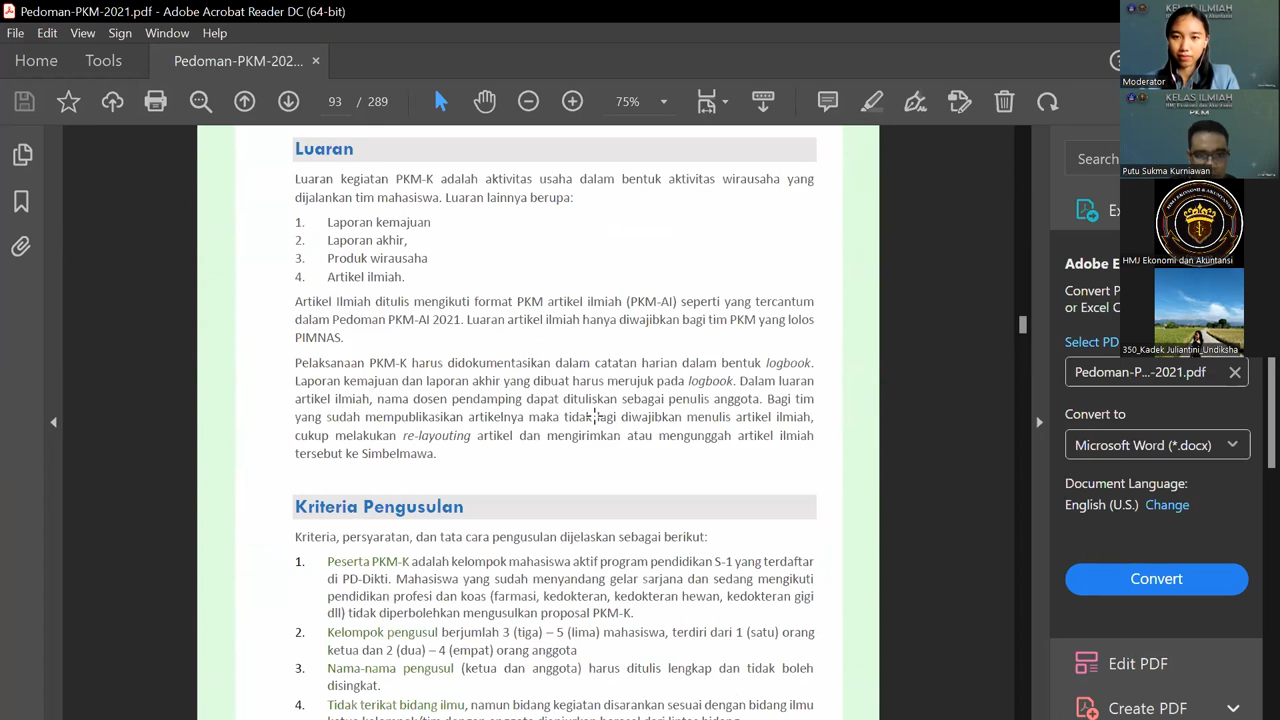 Pedoman-PKM-2021.pdf - Adobe Acrobat Reader DC (64-bit)
File Edit View Sign Window Help
Home Tools Pedoman-PKM-202... ×
93 / 289 75%
Luaran
Luaran kegiatan PKM-K adalah aktivitas usaha dalam bentuk aktivitas wirausaha yang
dijalankan tim mahasiswa. Luaran lainnya berupa:
1. Laporan kemajuan
2. Laporan akhir,
3. Produk wirausaha
4. Artikel ilmiah.
Artikel Ilmiah ditulis mengikuti format PKM artikel ilmiah (PKM-AI) seperti yang tercantum
dalam Pedoman PKM-AI 2021. Luaran artikel ilmiah hanya diwajibkan bagi tim PKM yang lolos
PIMNAS.
Pelaksanaan PKM-K harus didokumentasikan dalam catatan harian dalam bentuk logbook.
Laporan kemajuan dan laporan akhir yang dibuat harus merujuk pada logbook. Dalam luaran
artikel ilmiah, nama dosen pendamping dapat dituliskan sebagai penulis anggota. Bagi tim
yang sudah mempublikasikan artikelnya maka tidak lagi diwajibkan menulis artikel ilmiah,
cukup melakukan re-layouting artikel dan mengirimkan atau mengunggah artikel ilmiah
tersebut ke Simbelmawa.
Kriteria Pengusulan
Kriteria, persyaratan, dan tata cara pengusulan dijelaskan sebagai berikut:
1. Peserta PKM-K adalah kelompok mahasiswa aktif program pendidikan S-1 yang terdaftar
di PD-Dikti. Mahasiswa yang sudah menyandang gelar sarjana dan sedang mengikuti
pendidikan profesi dan koas (farmasi, kedokteran, kedokteran hewan, kedokteran gigi
dll) tidak diperbolehkan mengusulkan proposal PKM-K.
2. Kelompok pengusul berjumlah 3 (tiga) – 5 (lima) mahasiswa, terdiri dari 1 (satu) orang
ketua dan 2 (dua) – 4 (empat) orang anggota
3. Nama-nama pengusul (ketua dan anggota) harus ditulis lengkap dan tidak boleh
disingkat.
4. Tidak terikat bidang ilmu, namun bidang kegiatan disarankan sesuai dengan bidang ilmu
Search
Ex
Adobe E
Convert P
or Excel C
Select PD
Pedoman-P...-2021.pdf
Convert to
Microsoft Word (*.docx)
Document Language:
English (U.S.) Change
Convert
Edit PDF
Create PDF
KELAS ILMIAH
Moderator
KELAS ILMIAH
HMJ Ekonomi dan Akuntansi
PKM
Putu Sukma Kurniawan
HMJ EKONOMI & AKUNTANSI
HMJ Ekonomi dan Akuntansi
350_Kadek Juliantini_Undiksha